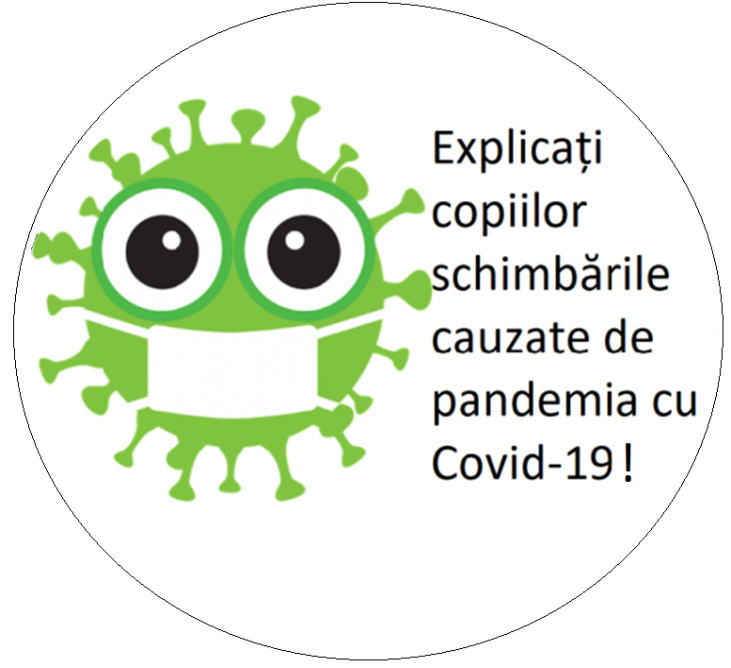 Explicați
copiilor
schimbările
cauzate de
pandemia cu
Covid-19!